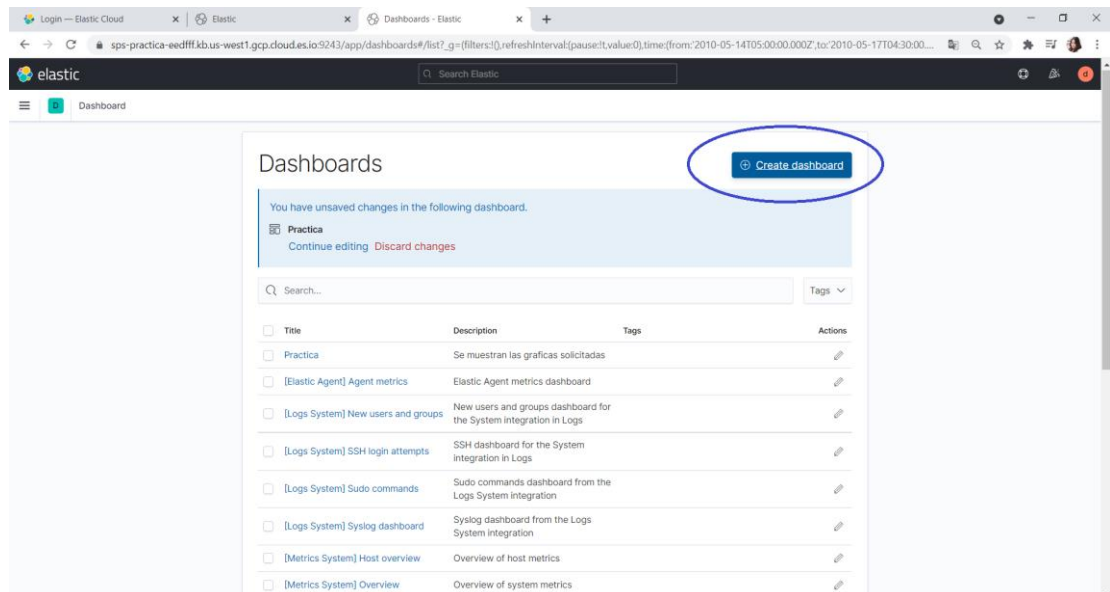 Login — Elastic Cloud
Elastic
Dashboards - Elastic
sps-practica-eedfff.kb.us-west1.gcp.cloud.es.io:9243/app/dashboards#/list?_g=(filters:!(),refreshInterval:(pause:!t,value:0),time:(from:'2010-05-14T05:00:00.000Z',to:'2010-05-17T04:30:00....
elastic
Search Elastic
d
D
Dashboard
Dashboards
Create dashboard
You have unsaved changes in the following dashboard.
Practica
Continue editing Discard changes
Search...
Tags
Title Description Tags Actions
Practica Se muestran las graficas solicitadas
[Elastic Agent] Agent metrics Elastic Agent metrics dashboard
[Logs System] New users and groups New users and groups dashboard for
the System integration in Logs
[Logs System] SSH login attempts SSH dashboard for the System
integration in Logs
[Logs System] Sudo commands Sudo commands dashboard from the
Logs System integration
[Logs System] Syslog dashboard Syslog dashboard from the Logs
System integration
[Metrics System] Host overview Overview of host metrics
[Metrics System] Overview Overview of system metrics